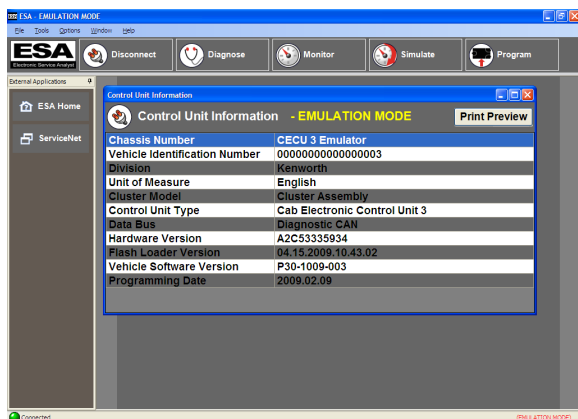 ESA - EMULATION MODE
File Tools Options Window Help
ESA
Electronic Service Analyst
Disconnect
Diagnose
Monitor
Simulate
Program
External Applications
ESA Home
ServiceNet
Control Unit Information
Control Unit Information - EMULATION MODE
Print Preview
Chassis Number CECU 3 Emulator
Vehicle Identification Number 00000000000000003
Division Kenworth
Unit of Measure English
Cluster Model Cluster Assembly
Control Unit Type Cab Electronic Control Unit 3
Data Bus Diagnostic CAN
Hardware Version A2C53335934
Flash Loader Version 04.15.2009.10.43.02
Vehicle Software Version P30-1009-003
Programming Date 2009.02.09
Connected
[EMULATION MODE]